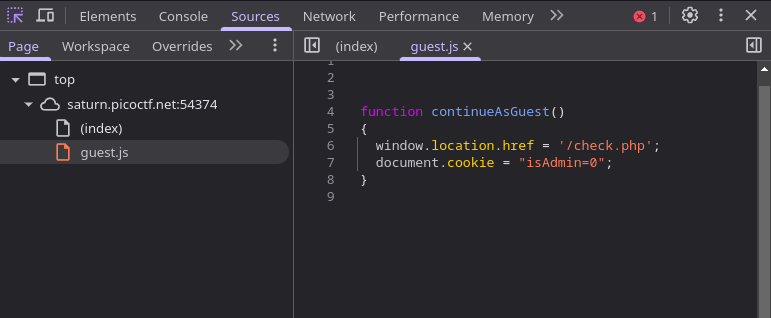 Elements Console Sources Network Performance Memory 1
Page Workspace Overrides (index) guest.js
top
saturn.picoctf.net:54374
(index)
guest.js
1
2
3
4 function continueAsGuest()
5 {
6 window.location.href = '/check.php';
7 document.cookie = "isAdmin=0";
8 }
9